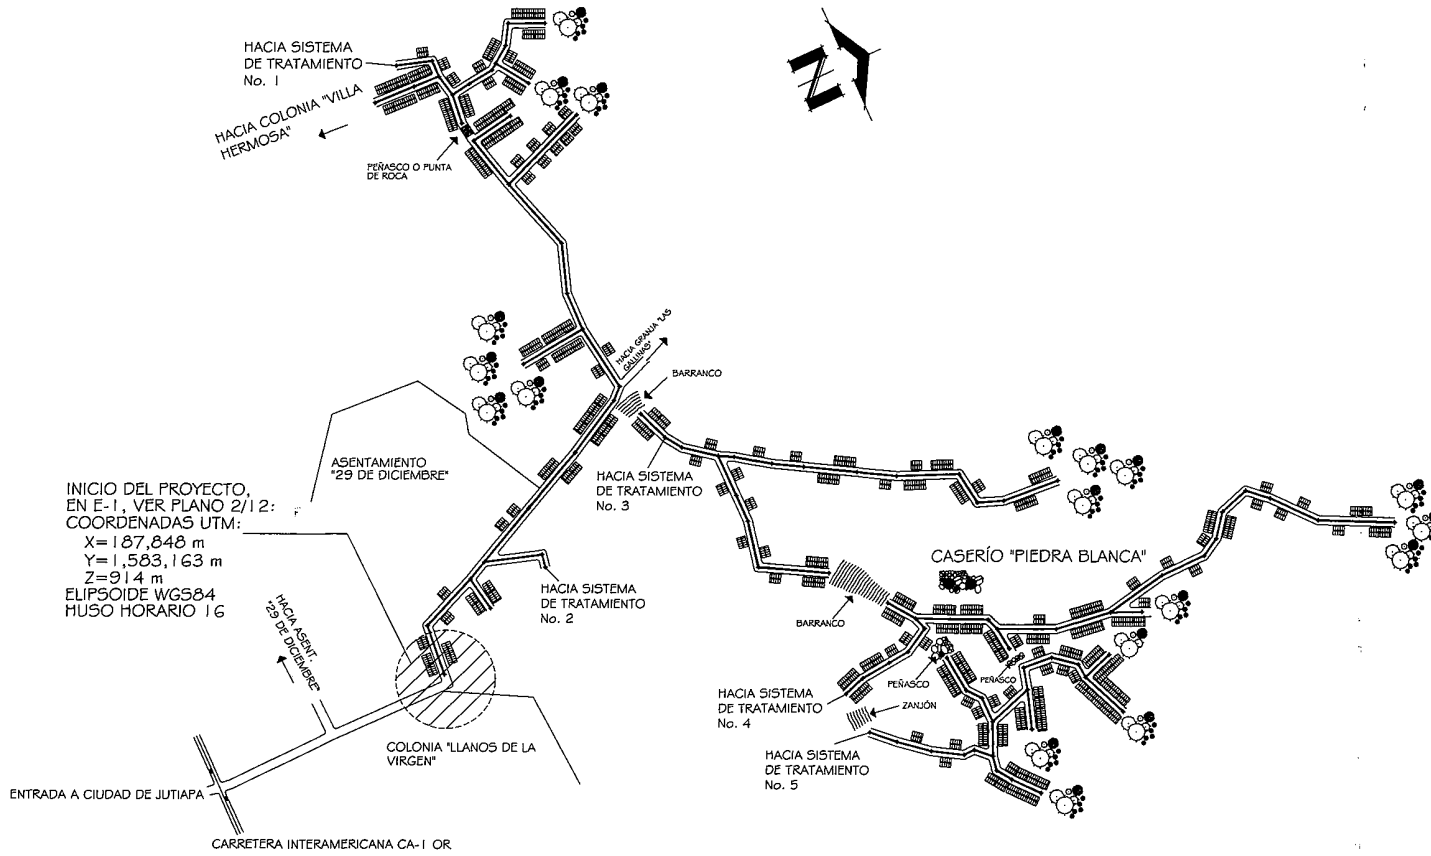 HACIA SISTEMA
DE TRATAMIENTO
No. 1
HACIA COLONIA "VILLA
HERMOSA"
PEÑASCO O PUNTA
DE ROCA
N
HACIA GRANJA "LAS
GALLINAS"
BARRANCO
ASENTAMIENTO
"29 DE DICIEMBRE"
HACIA SISTEMA
DE TRATAMIENTO
No. 3
INICIO DEL PROYECTO,
EN E-1, VER PLANO 2/12:
COORDENADAS UTM:
X=187,848 m
Y=1,583,163 m
Z=914 m
ELIPSOIDE WGS84
HUSO HORARIO 16
HACIA ASENT.
"29 DE DICIEMBRE"
HACIA SISTEMA
DE TRATAMIENTO
No. 2
CASERÍO "PIEDRA BLANCA"
BARRANCO
PEÑASCO
PEÑASCO
HACIA SISTEMA
DE TRATAMIENTO
No. 4
ZANJÓN
HACIA SISTEMA
DE TRATAMIENTO
No. 5
COLONIA "LLANOS DE LA
VIRGEN"
ENTRADA A CIUDAD DE JUTIAPA
CARRETERA INTERAMERICANA CA-1 OR